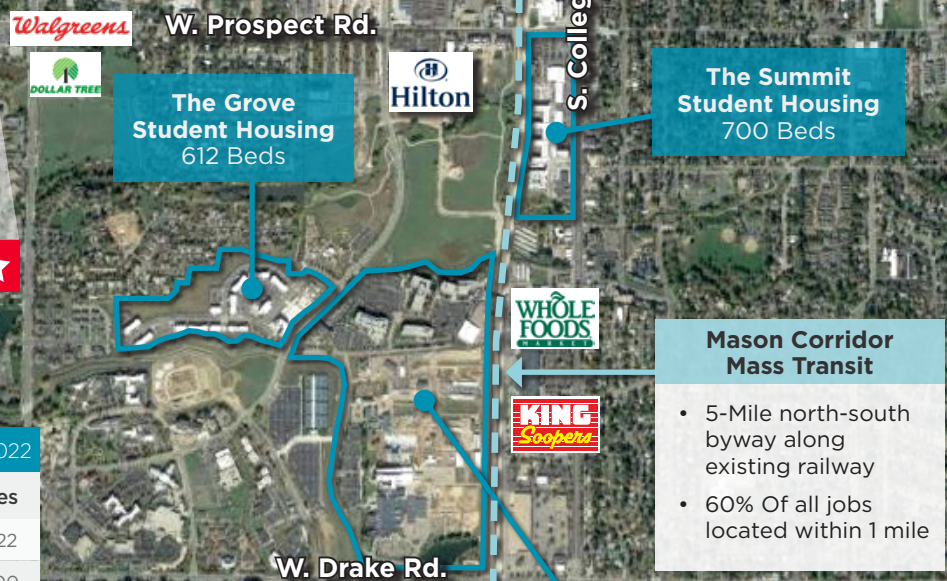 Walgreens
W. Prospect Rd.
DOLLAR TREE
Hilton
S. Colleg
The Grove
Student Housing
612 Beds
The Summit
Student Housing
700 Beds
WHOLE
FOODS
MARKET
KING
Soopers
Mason Corridor
Mass Transit
• 5-Mile north-south
byway along
existing railway
• 60% Of all jobs
located within 1 mile
022
es
22
W. Drake Rd.